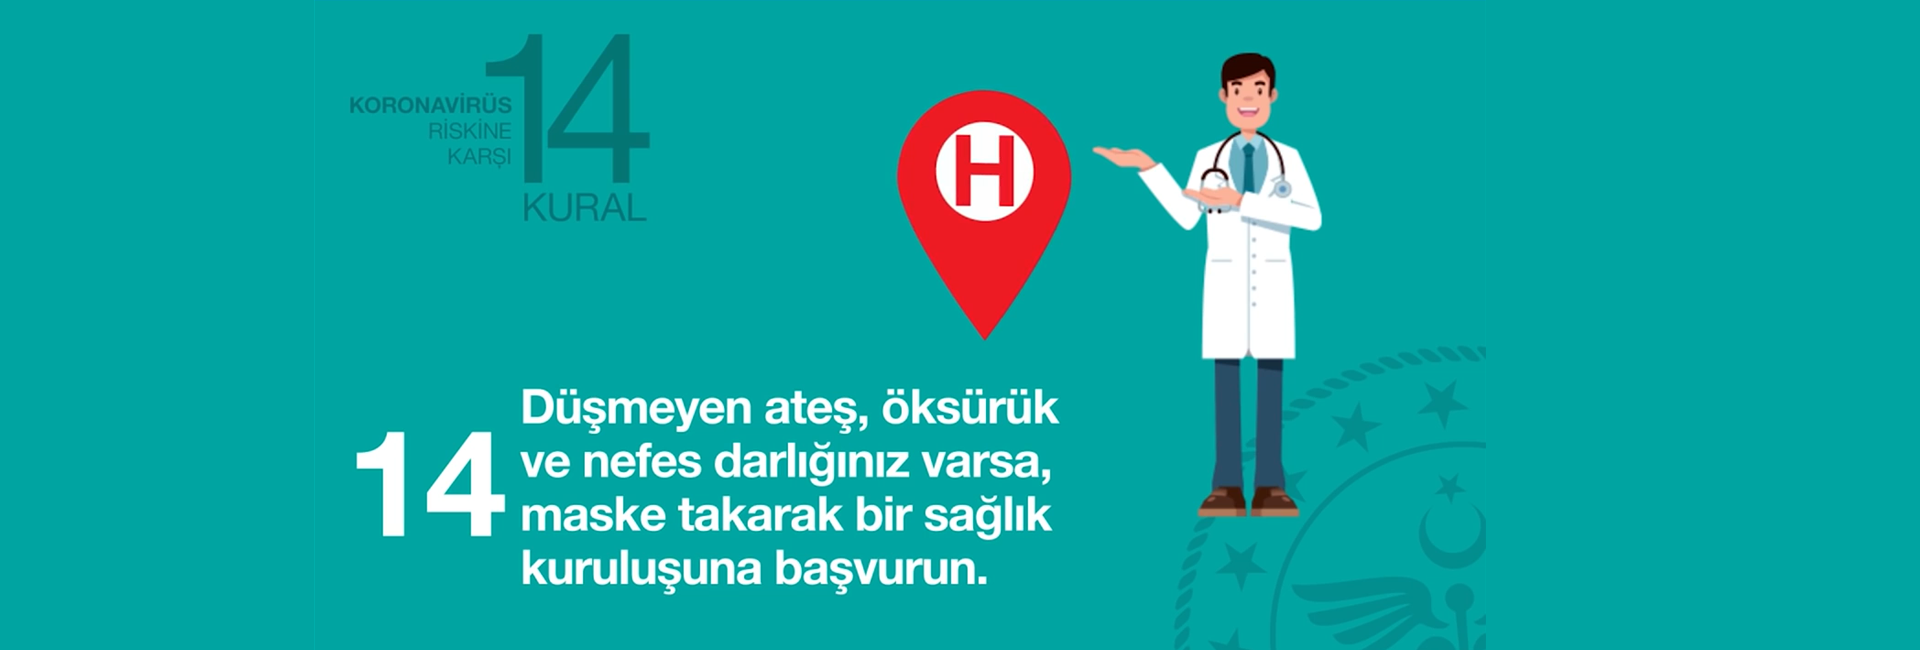 KORONAVİRÜS
RİSKİNE
KARŞI
14
KURAL
H
14
Düşmeyen ateş, öksürük
ve nefes darlığınız varsa,
maske takarak bir sağlık
kuruluşuna başvurun.